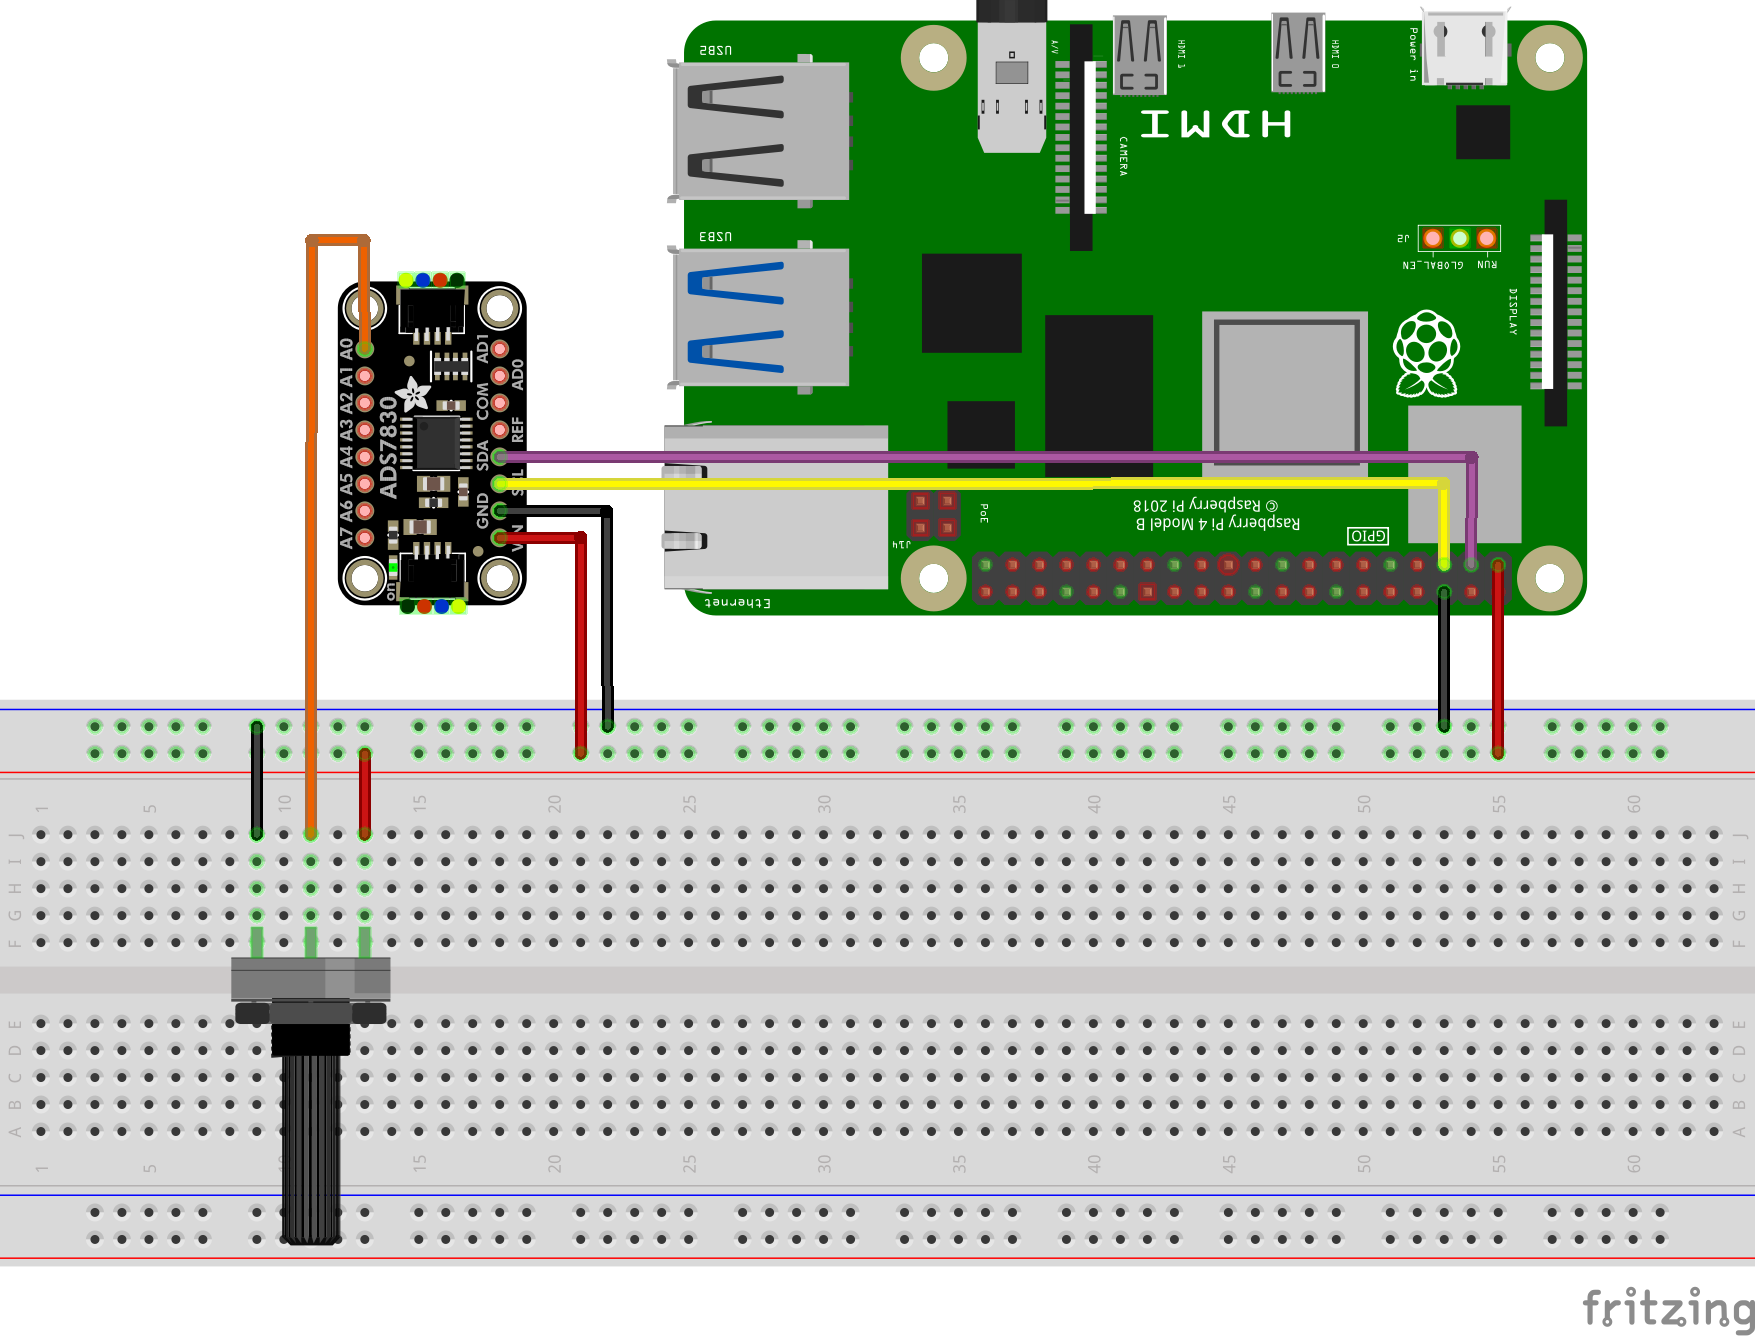 USB2
A/V
HDMI 1
HDMI 0
Power in
HDMI
CAMERA
USB3
J2
GLOBAL_EN
RUN
DISPLAY
A0
A1
A2
A3
A4
A5
A6
A7
ADS7830
AD1
AD0
COM
REF
SDA
GND
on
PoE
J14
Raspberry Pi 4 Model B
© Raspberry Pi 2018
GPIO
Ethernet
1 5 10 15 20 25 30 35 40 45 50 55 60
J J
I I
H H
G G
F F
E E
D D
C C
B B
A A
1 5 15 20 25 30 35 40 45 50 55 60
fritzing